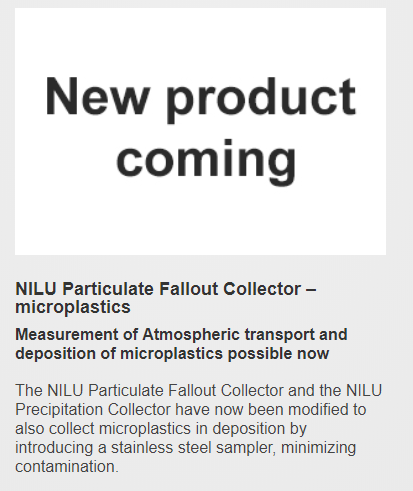 New product
coming
NILU Particulate Fallout Collector –
microplastics
Measurement of Atmospheric transport and
deposition of microplastics possible now
The NILU Particulate Fallout Collector and the NILU
Precipitation Collector have now been modified to
also collect microplastics in deposition by
introducing a stainless steel sampler, minimizing
contamination.